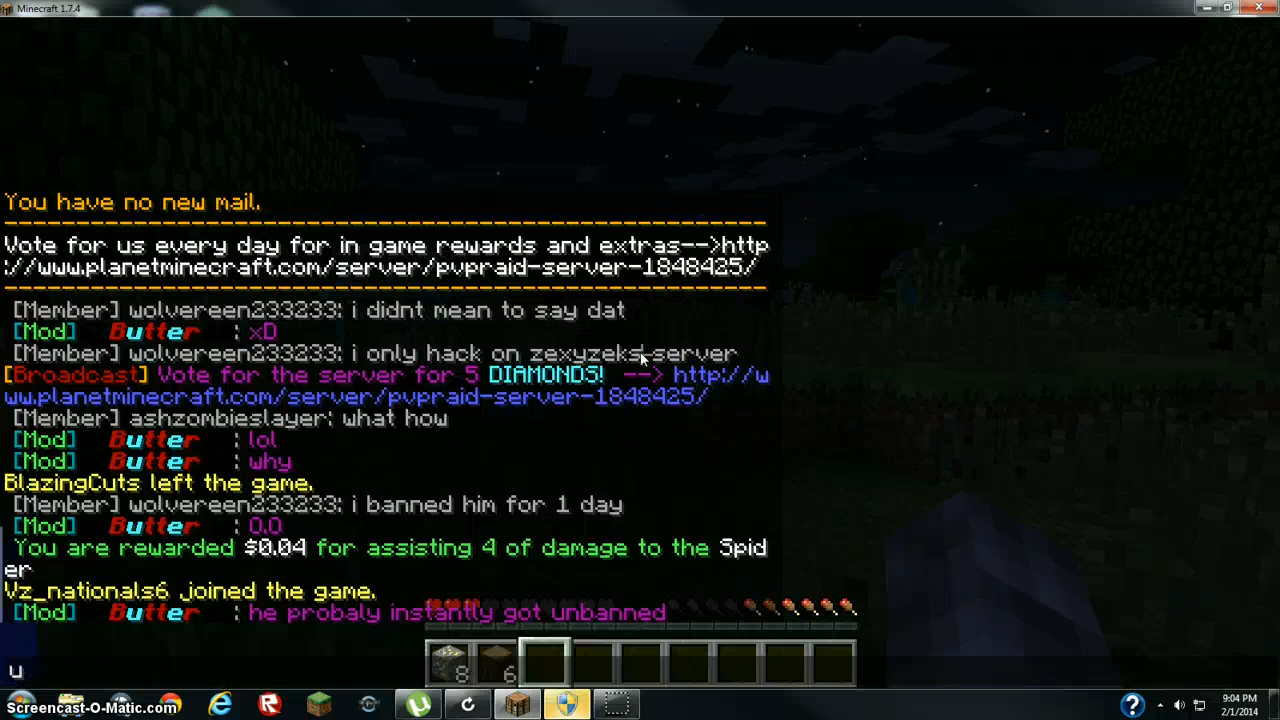 Minecraft 1.7.4
You have no new mail.
-----------------------------------------------------
Vote for us every day for in game rewards and extras-->http
://www.planetminecraft.com/server/pvpraid-server-1848425/
-----------------------------------------------------
[Member] wolvereen233233: i didnt mean to say dat
[Mod] Butter : xD
[Member] wolvereen233233: i only hack on zexyzeks server
[Broadcast] Vote for the server for 5 DIAMONDS! --> http://w
ww.planetminecraft.com/server/pvpraid-server-1848425/
[Member] ashzombieslayer: what how
[Mod] Butter : lol
[Mod] Butter : why
BlazingCuts left the game.
[Member] wolvereen233233: i banned him for 1 day
[Mod] Butter : O.O
You are rewarded $0.04 for assisting 4 of damage to the Spid
er
Vz_nationals6 joined the game.
[Mod] Butter : he probaly instantly got unbanned
8 6
u
Screencast-O-Matic.com
9:04 PM
2/1/2014